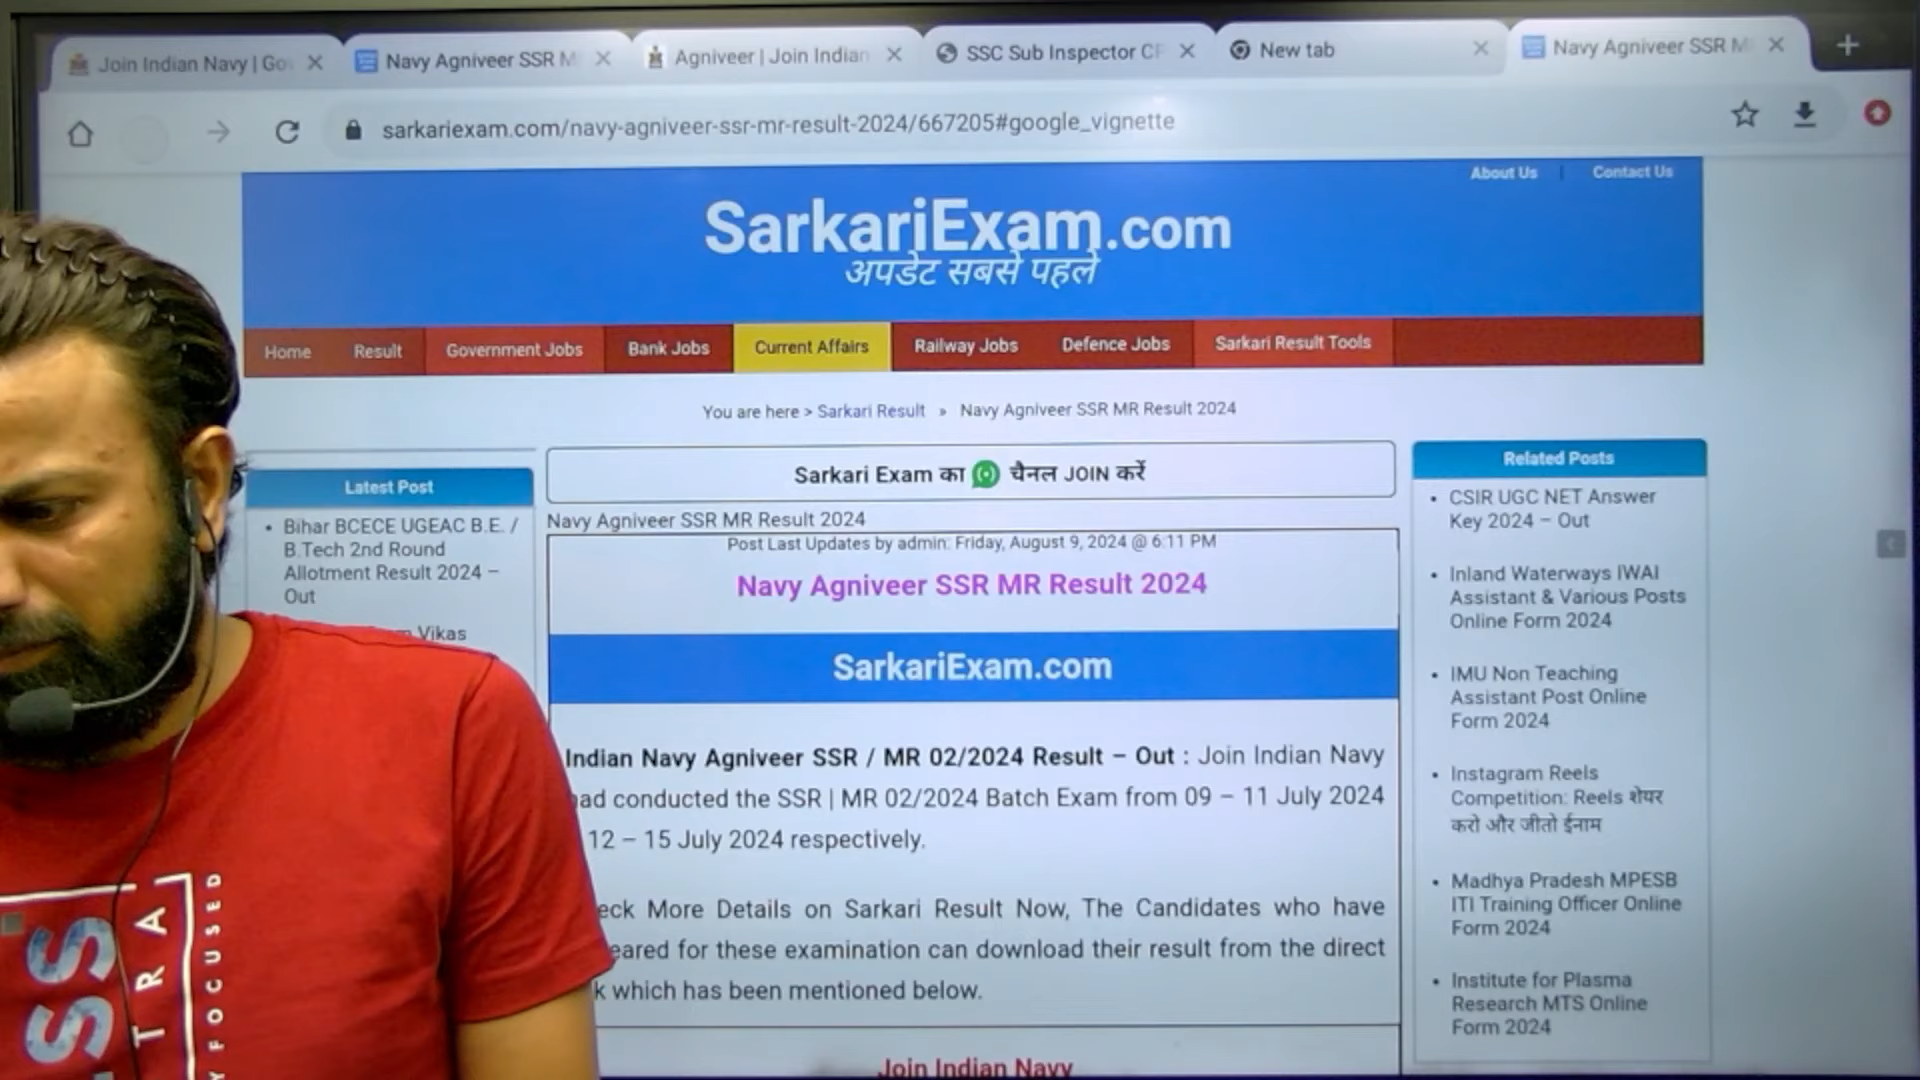 Join Indian Navy | Gov
Navy Agniveer SSR M
Agniveer | Join Indian
SSC Sub Inspector CP
New tab
Navy Agniveer SSR M
sarkariexam.com/navy-agniveer-ssr-mr-result-2024/667205#google_vignette
About Us | Contact Us
SarkariExam.com
अपडेट सबसे पहले
Home Result Government Jobs Bank Jobs Current Affairs Railway Jobs Defence Jobs Sarkari Result Tools
You are here > Sarkari Result » Navy Agniveer SSR MR Result 2024
Latest Post
• Bihar BCECE UGEAC B.E. /
B.Tech 2nd Round
Allotment Result 2024 –
Out
Vikas
Sarkari Exam का चैनल JOIN करें
Navy Agniveer SSR MR Result 2024
Post Last Updates by admin: Friday, August 9, 2024 @ 6:11 PM
Navy Agniveer SSR MR Result 2024
SarkariExam.com
Indian Navy Agniveer SSR / MR 02/2024 Result – Out : Join Indian Navy
had conducted the SSR | MR 02/2024 Batch Exam from 09 – 11 July 2024
12 – 15 July 2024 respectively.
eck More Details on Sarkari Result Now, The Candidates who have
eared for these examination can download their result from the direct
k which has been mentioned below.
Join Indian Navy
Related Posts
• CSIR UGC NET Answer
Key 2024 – Out
• Inland Waterways IWAI
Assistant & Various Posts
Online Form 2024
• IMU Non Teaching
Assistant Post Online
Form 2024
• Instagram Reels
Competition: Reels शेयर
करो और जीतो ईनाम
• Madhya Pradesh MPESB
ITI Training Officer Online
Form 2024
• Institute for Plasma
Research MTS Online
Form 2024
SS
TRA
Y FOCUSED